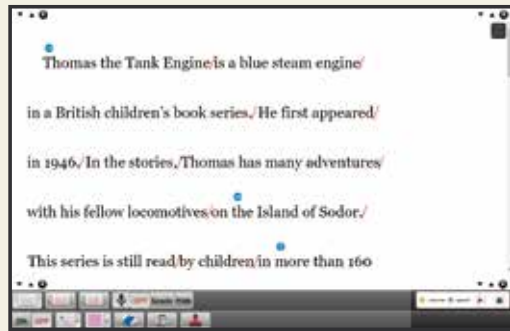 Thomas the Tank Engine/is a blue steam engine/
in a British children's book series,/He first appeared/
in 1946./In the stories,/Thomas has many adventures/
with his fellow locomotives/on the Island of Sodor./
This series is still read/by children/in more than 160